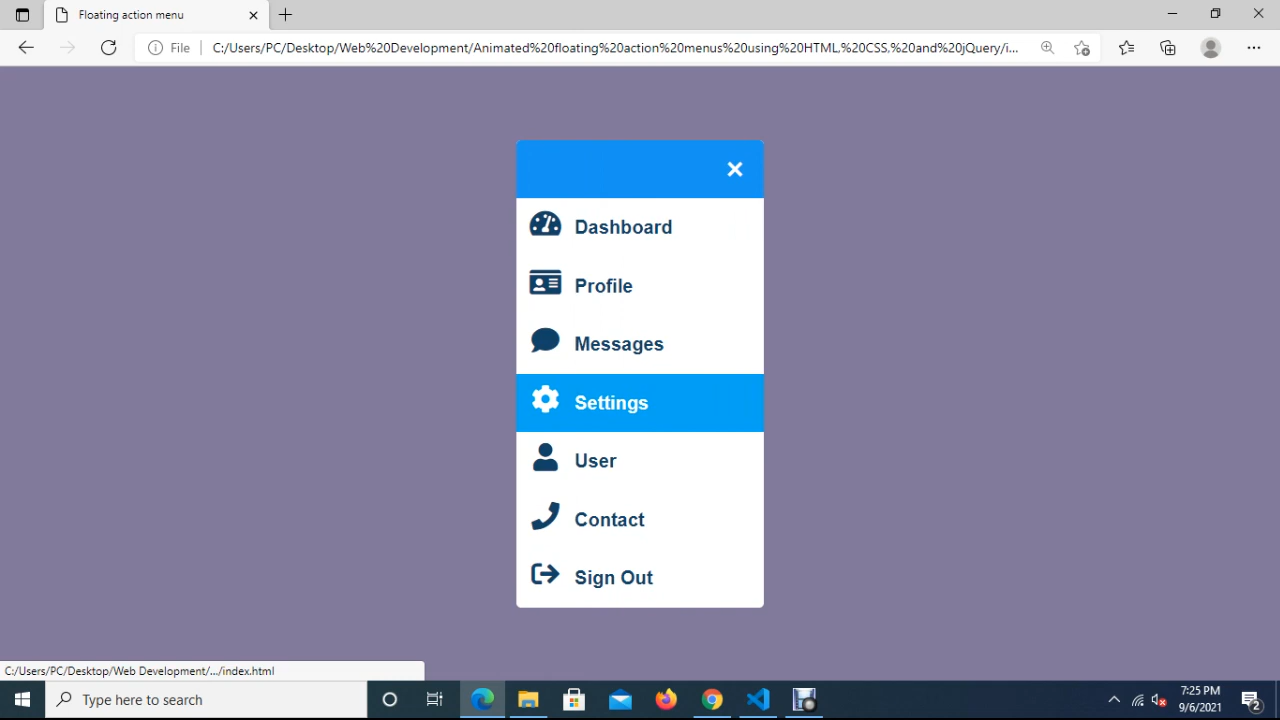 Floating action menu
File
C:/Users/PC/Desktop/Web%20Development/Animated%20floating%20action%20menus%20using%20HTML,%20CSS,%20and%20jQuery/i...
Dashboard
Profile
Messages
Settings
User
Contact
Sign Out
C:/Users/PC/Desktop/Web Development/.../index.html
Type here to search
7:25 PM
9/6/2021
2